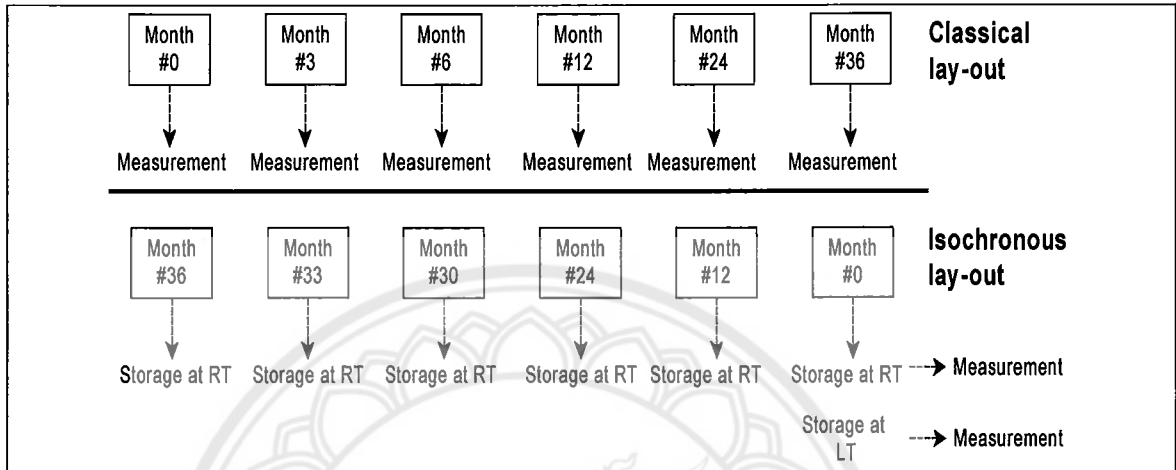 Month #0 Month #3 Month #6 Month #12 Month #24 Month #36
Classical lay-out
Measurement Measurement Measurement Measurement Measurement Measurement
Month #36 Month #33 Month #30 Month #24 Month #12 Month #0
Isochronous lay-out
Storage at RT Storage at RT Storage at RT Storage at RT Storage at RT Storage at RT Measurement
Storage at LT Measurement